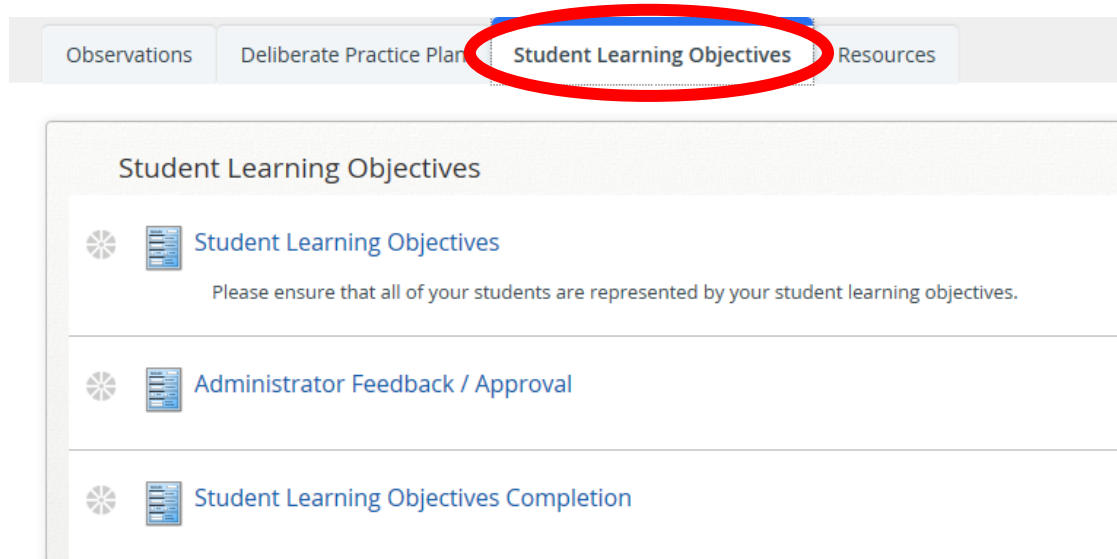 Observations Deliberate Practice Plan Student Learning Objectives Resources
Student Learning Objectives
Student Learning Objectives
Please ensure that all of your students are represented by your student learning objectives.
Administrator Feedback / Approval
Student Learning Objectives Completion